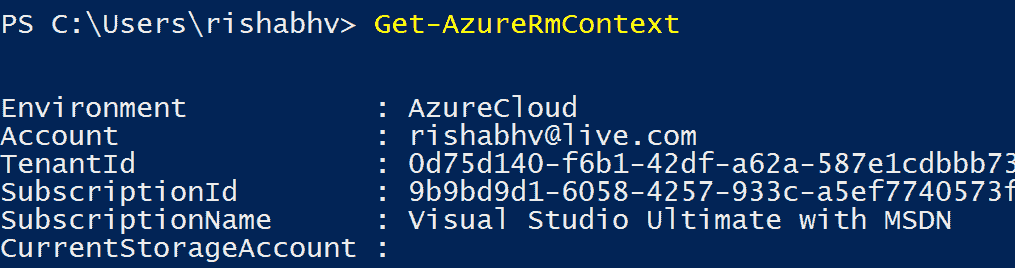 PS C:\Users\rishabhv> Get-AzureRmContext
Environment : AzureCloud
Account : rishabhv@live.com
TenantId : 0d75d140-f6b1-42df-a62a-587e1cdbbb73
SubscriptionId : 9b9bd9d1-6058-4257-933c-a5ef7740573f
SubscriptionName : Visual Studio Ultimate with MSDN
CurrentStorageAccount :